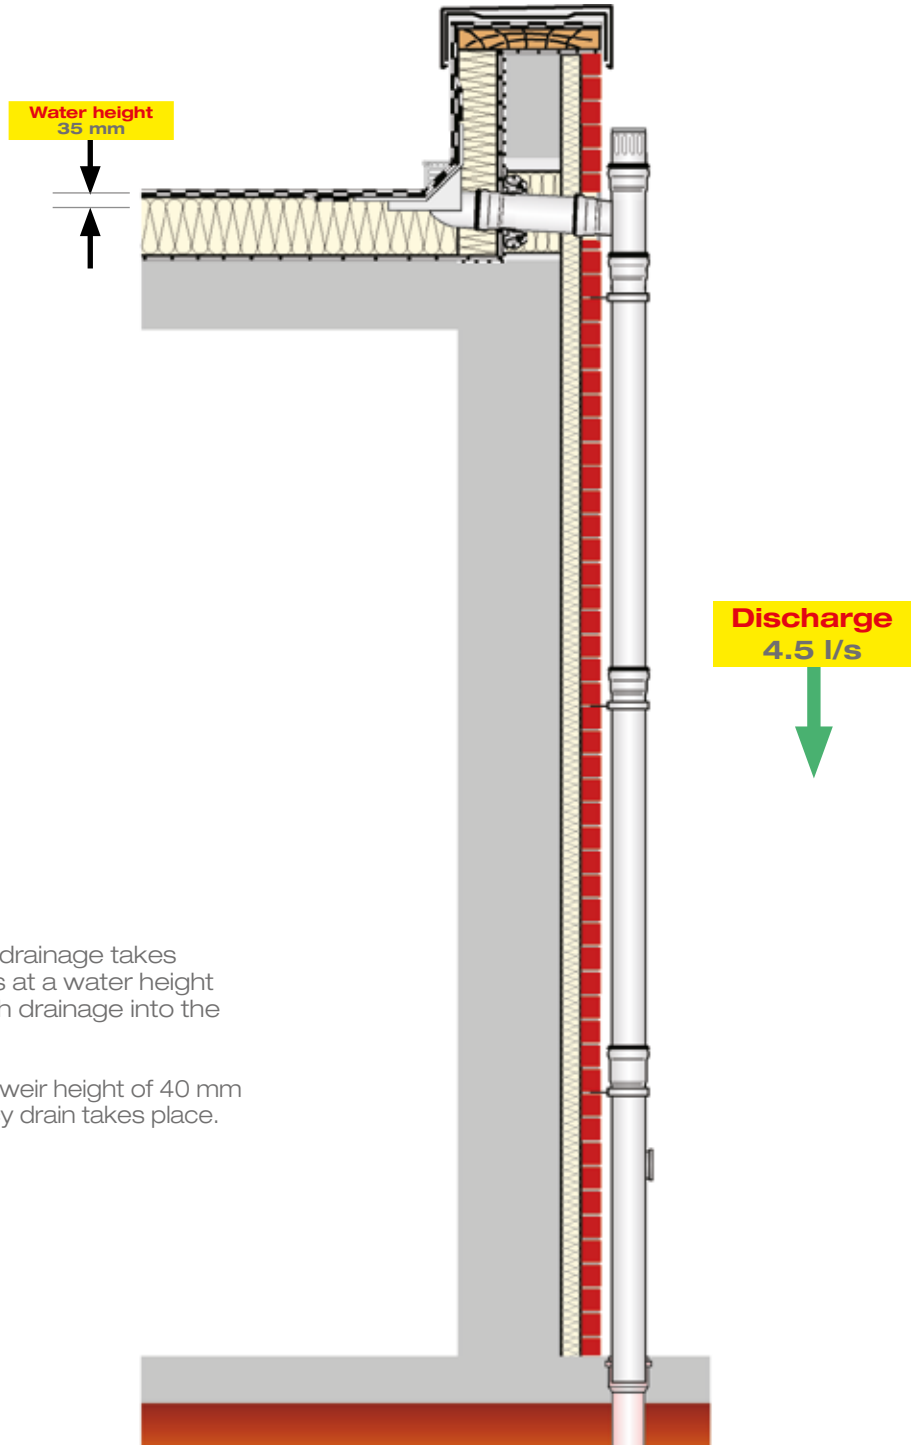 Water height
35 mm
Discharge
4.5 l/s
drainage takes
at a water height
drainage into the
weir height of 40 mm
drain takes place.